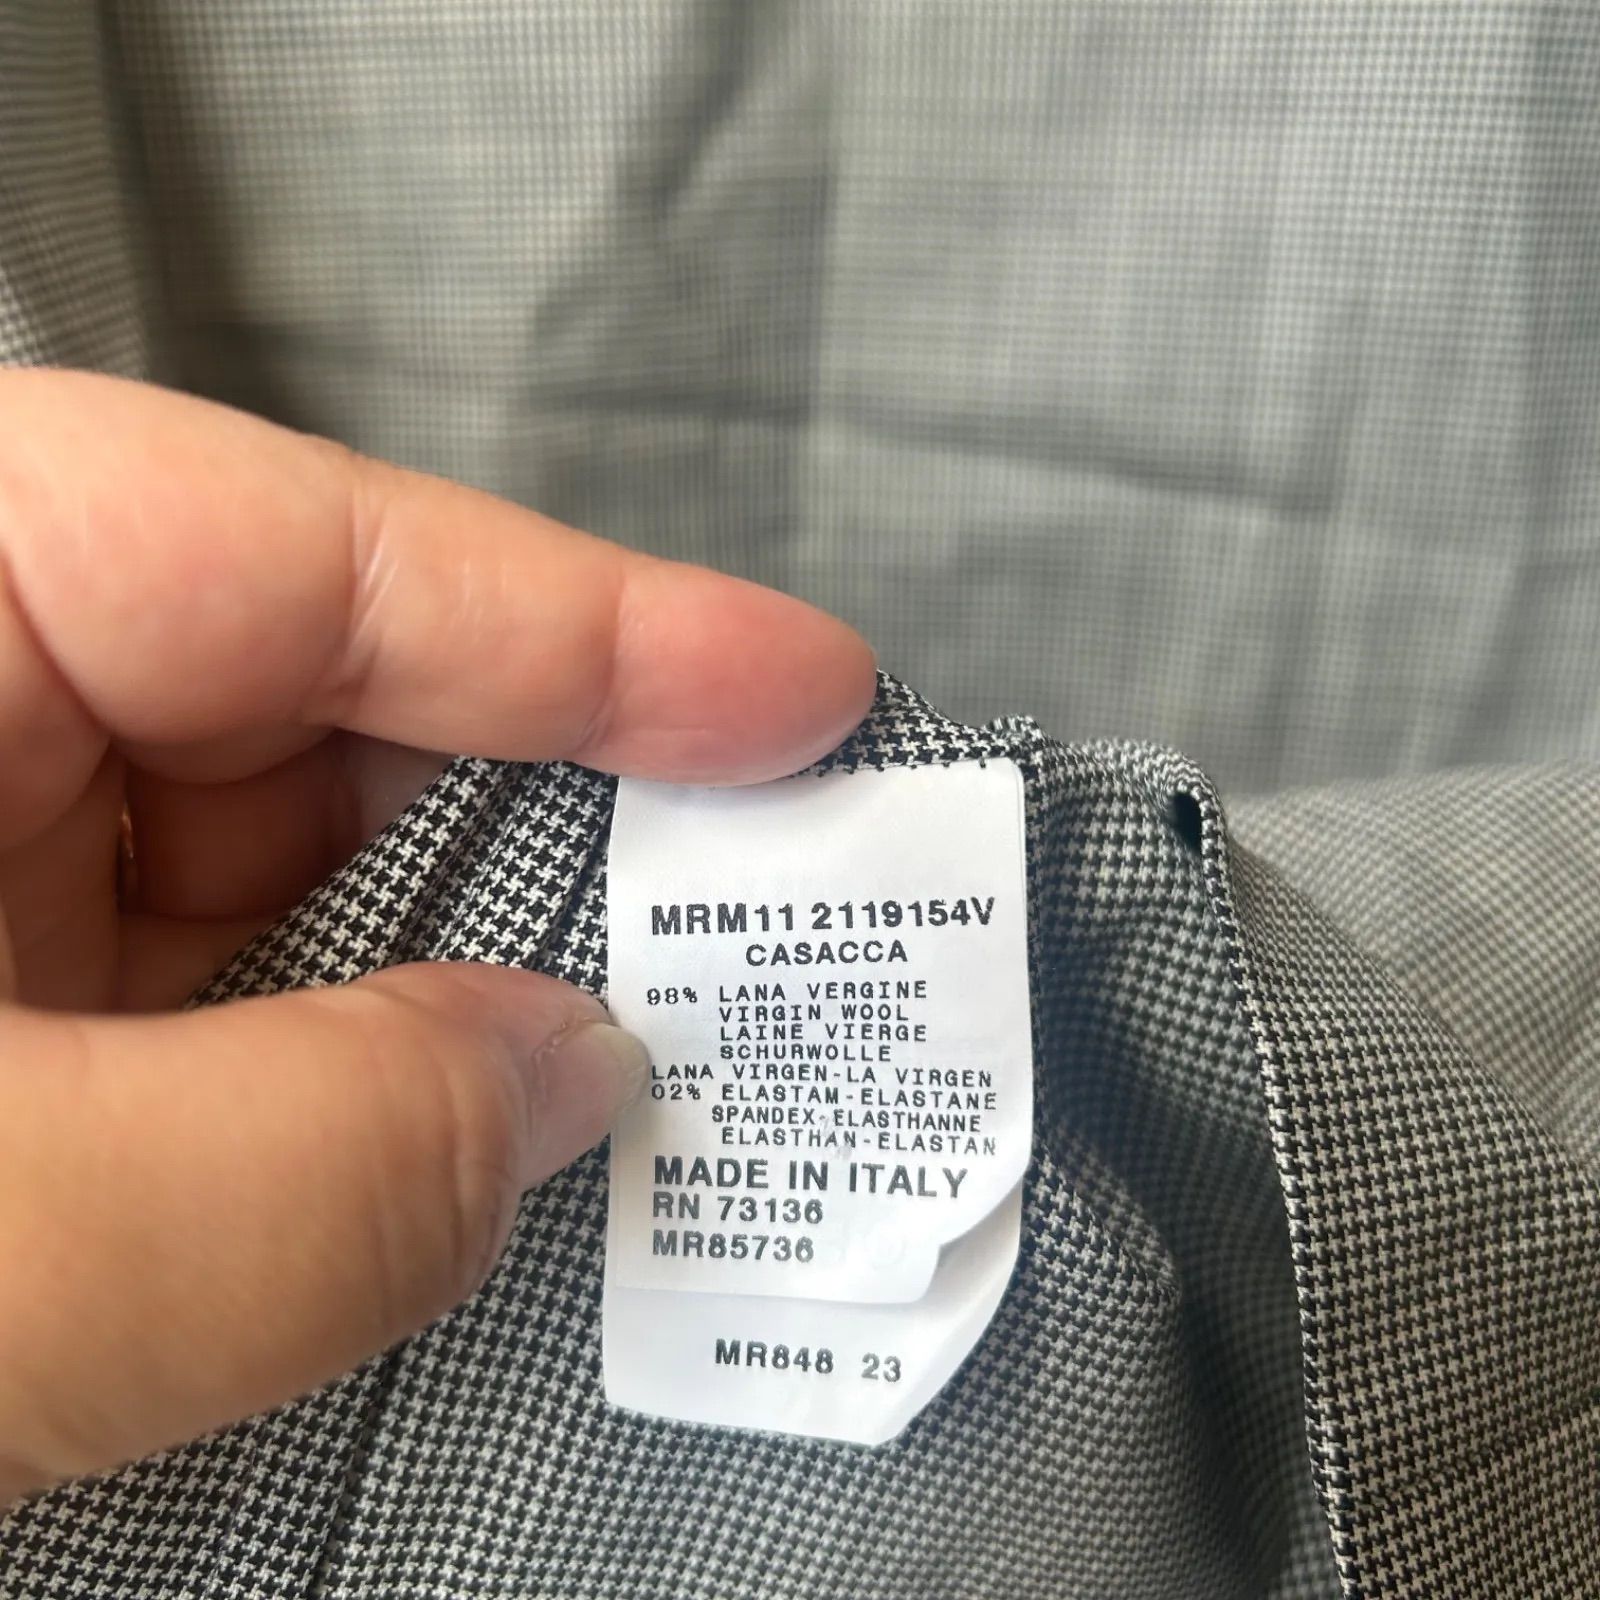 MRM11 2119154V
CASACCA
98% LANA VERGINE
VIRGIN WOOL
LAINE VIERGE
SCHURWOLLE
LANA VIRGEN-LA VIRGEN
02% ELASTAM-ELASTANE
SPANDEX-ELASTHANNE
ELASTHAN-ELASTAN
MADE IN ITALY
RN 73136
MR85736
MR848 23